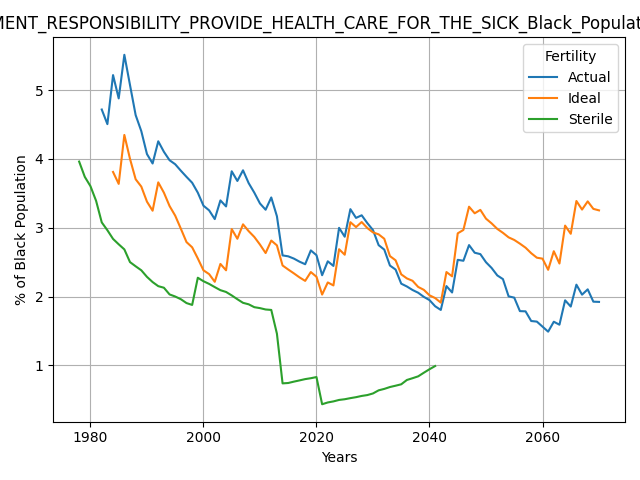 MENT_RESPONSIBILITY_PROVIDE_HEALTH_CARE_FOR_THE_SICK_Black_Populat
Fertility
Actual
Ideal
Sterile
% of Black Population
5
4
3
2
1
1980 2000 2020 2040 2060
Years